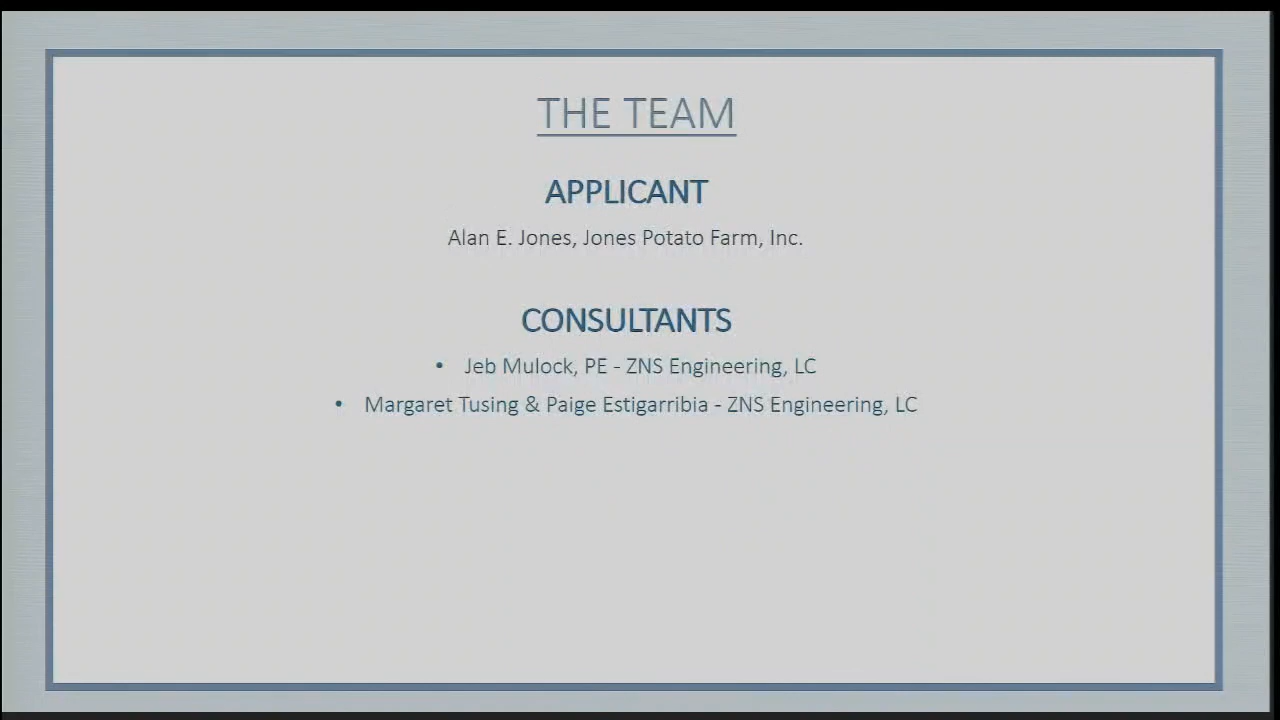 THE TEAM
APPLICANT
Alan E. Jones, Jones Potato Farm, Inc.
CONSULTANTS
• Jeb Mulock, PE - ZNS Engineering, LC
• Margaret Tusing & Paige Estigarribia - ZNS Engineering, LC